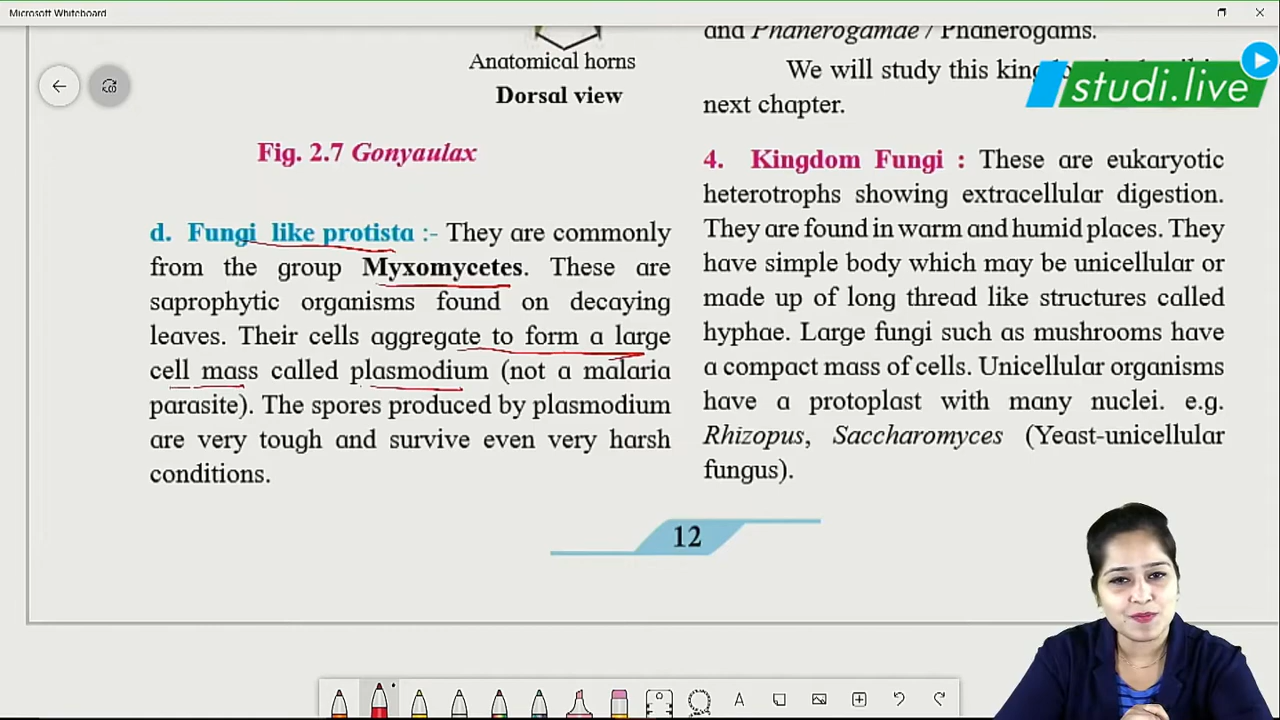 Microsoft Whiteboard
Anatomical horns
Dorsal view
Fig. 2.7 Gonyaulax
d. Fungi like protista :- They are commonly
from the group Myxomycetes. These are
saprophytic organisms found on decaying
leaves. Their cells aggregate to form a large
cell mass called plasmodium (not a malaria
parasite). The spores produced by plasmodium
are very tough and survive even very harsh
conditions.
and Phanerogamae / Phanerogams.
We will study this
next chapter.
studi.live
4. Kingdom Fungi : These are eukaryotic
heterotrophs showing extracellular digestion.
They are found in warm and humid places. They
have simple body which may be unicellular or
made up of long thread like structures called
hyphae. Large fungi such as mushrooms have
a compact mass of cells. Unicellular organisms
have a protoplast with many nuclei. e.g.
Rhizopus, Saccharomyces (Yeast-unicellular
fungus).
12